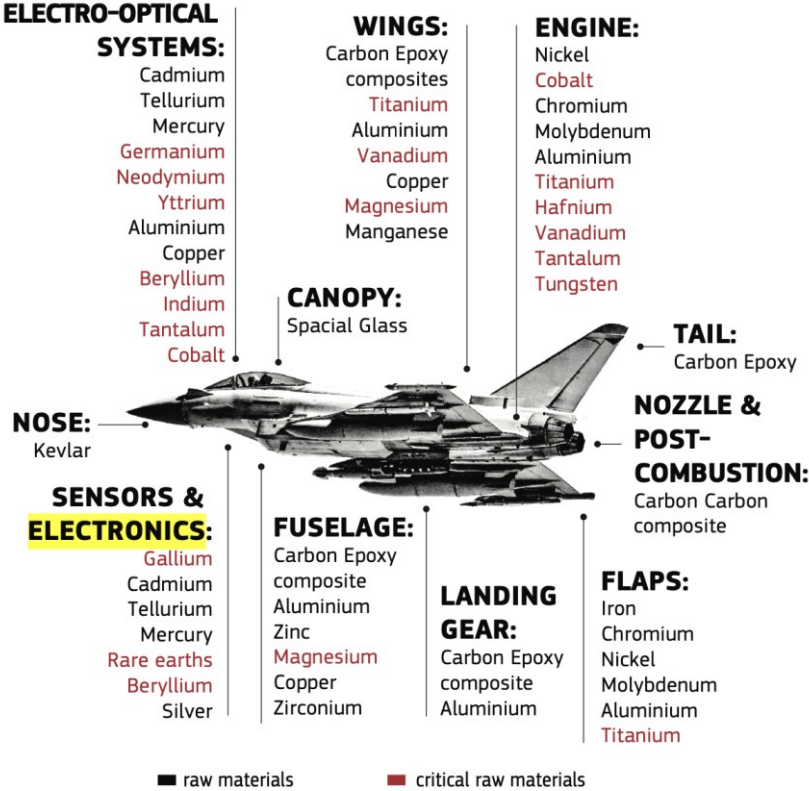 ELECTRO-OPTICAL
SYSTEMS:
Cadmium
Tellurium
Mercury
Germanium
Neodymium
Yttrium
Aluminium
Copper
Beryllium
Indium
Tantalum
Cobalt
WINGS:
Carbon Epoxy
composites
Titanium
Aluminium
Vanadium
Copper
Magnesium
Manganese
ENGINE:
Nickel
Cobalt
Chromium
Molybdenum
Aluminium
Titanium
Hafnium
Vanadium
Tantalum
Tungsten
CANOPY:
Spacial Glass
TAIL:
Carbon Epoxy
NOSE:
Kevlar
NOZZLE &
POST-
COMBUSTION:
Carbon Carbon
composite
SENSORS &
ELECTRONICS:
Gallium
Cadmium
Tellurium
Mercury
Rare earths
Beryllium
Silver
FUSELAGE:
Carbon Epoxy
composite
Aluminium
Zinc
Magnesium
Copper
Zirconium
LANDING
GEAR:
Carbon Epoxy
composite
Aluminium
FLAPS:
Iron
Chromium
Nickel
Molybdenum
Aluminium
Titanium
raw materials
critical raw materials